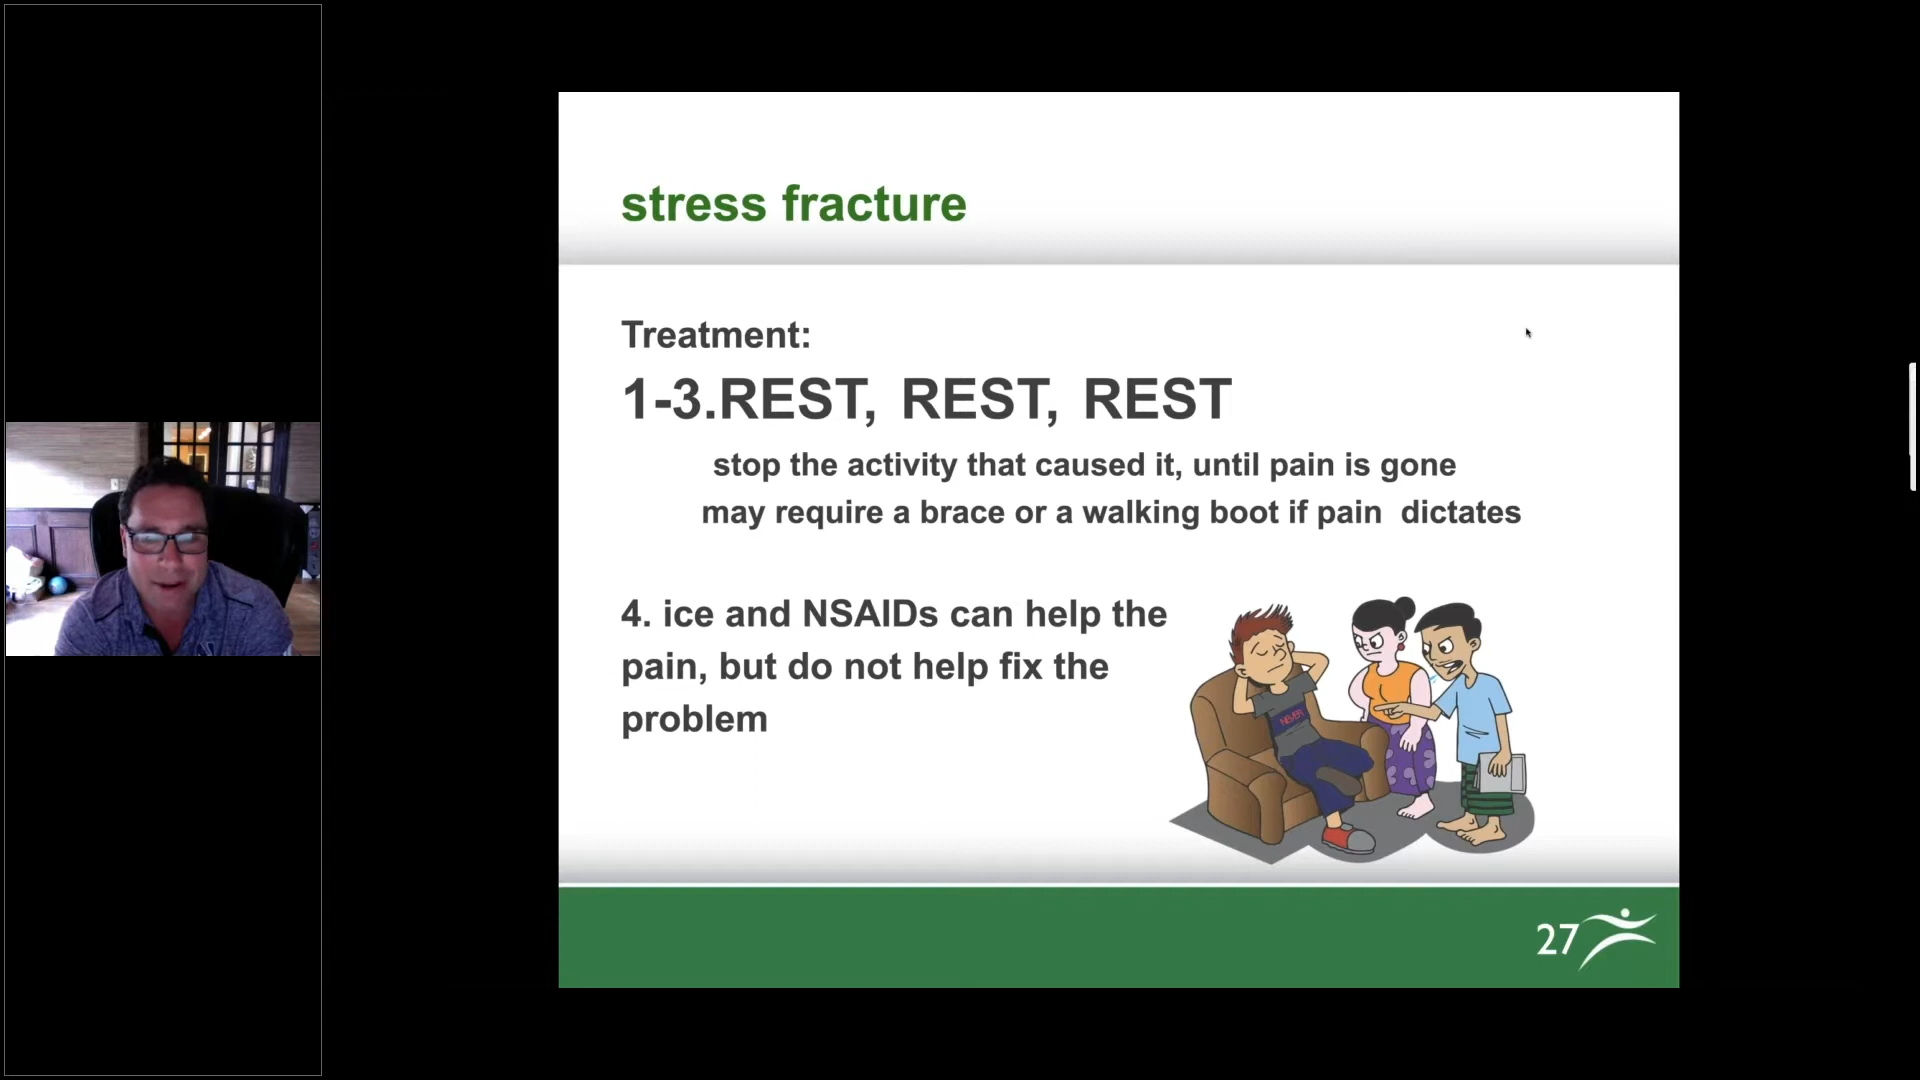 stress fracture
Treatment:
1-3.REST, REST, REST
stop the activity that caused it, until pain is gone
may require a brace or a walking boot if pain dictates
4. ice and NSAIDs can help the
pain, but do not help fix the
problem
NEVER
27